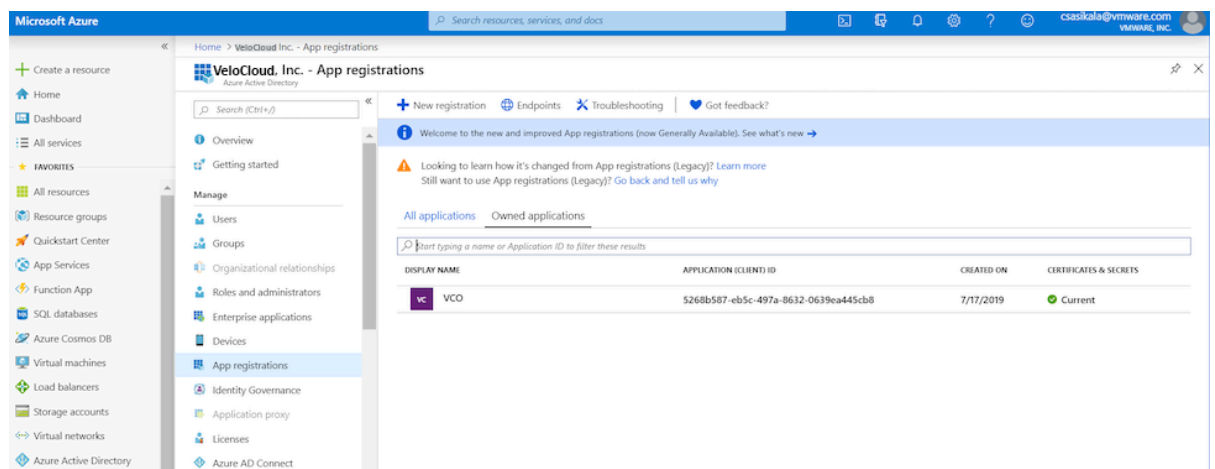 Microsoft Azure
Search resources, services, and docs
csasikala@vmware.com
VMWARE, INC.
Create a resource
Home
Dashboard
All services
FAVORITES
All resources
Resource groups
Quickstart Center
App Services
Function App
SQL databases
Azure Cosmos DB
Virtual machines
Load balancers
Storage accounts
Virtual networks
Azure Active Directory
Home > VeloCloud Inc. - App registrations
VeloCloud, Inc. - App registrations
Azure Active Directory
Search (Ctrl+/)
Overview
Getting started
Manage
Users
Groups
Organizational relationships
Roles and administrators
Enterprise applications
Devices
App registrations
Identity Governance
Application proxy
Licenses
Azure AD Connect
New registration Endpoints Troubleshooting Got feedback?
Welcome to the new and improved App registrations (now Generally Available). See what's new →
Looking to learn how it's changed from App registrations (Legacy)? Learn more
Still want to use App registrations (Legacy)? Go back and tell us why
All applications Owned applications
Start typing a name or Application ID to filter these results
DISPLAY NAME APPLICATION (CLIENT) ID CREATED ON CERTIFICATES & SECRETS
VC VCO 5268b587-eb5c-497a-8632-0639ea445cb8 7/17/2019 Current